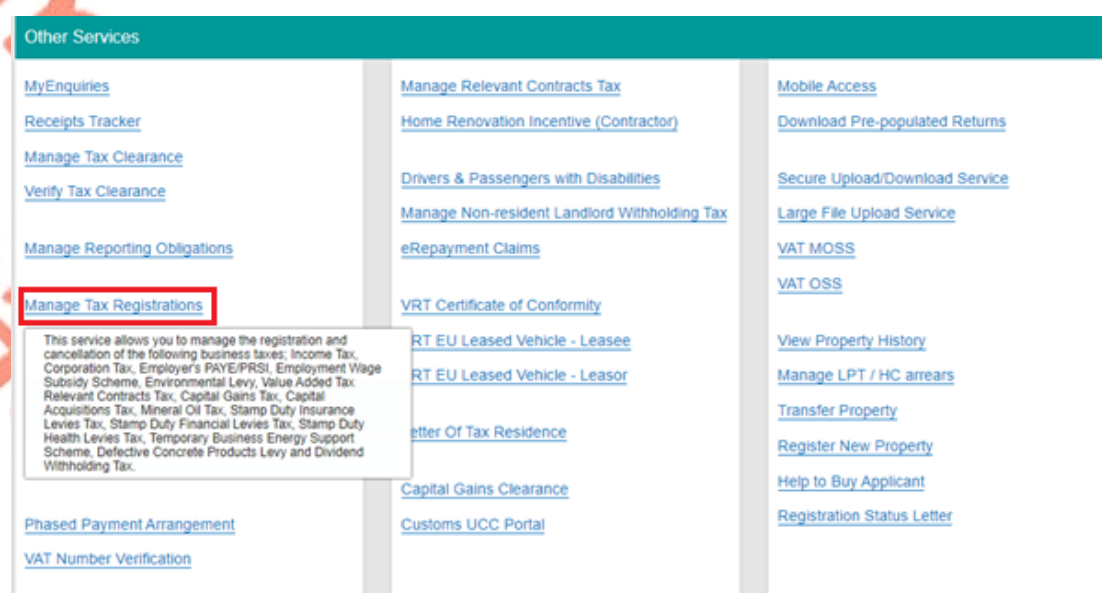 Other Services
MyEnquiries
Receipts Tracker
Manage Tax Clearance
Verify Tax Clearance
Manage Reporting Obligations
Manage Tax Registrations
This service allows you to manage the registration and
cancellation of the following business taxes; Income Tax,
Corporation Tax, Employer's PAYE/PRSI, Employment Wage
Subsidy Scheme, Environmental Levy, Value Added Tax
Relevant Contracts Tax, Capital Gains Tax, Capital
Acquisitions Tax, Mineral Oil Tax, Stamp Duty Insurance
Levies Tax, Stamp Duty Financial Levies Tax, Stamp Duty
Health Levies Tax, Temporary Business Energy Support
Scheme, Defective Concrete Products Levy and Dividend
Withholding Tax.
Phased Payment Arrangement
VAT Number Verification
Manage Relevant Contracts Tax
Home Renovation Incentive (Contractor)
Drivers & Passengers with Disabilities
Manage Non-resident Landlord Withholding Tax
eRepayment Claims
VRT Certificate of Conformity
RT EU Leased Vehicle - Leasee
RT EU Leased Vehicle - Leasor
etter Of Tax Residence
Capital Gains Clearance
Customs UCC Portal
Mobile Access
Download Pre-populated Returns
Secure Upload/Download Service
Large File Upload Service
VAT MOSS
VAT OSS
View Property History
Manage LPT / HC arrears
Transfer Property
Register New Property
Help to Buy Applicant
Registration Status Letter